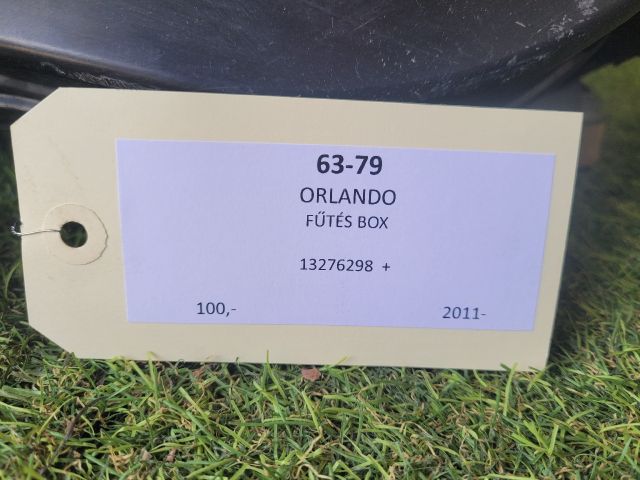 63-79
ORLANDO
FŰTÉS BOX
13276298 +
100,- 2011-